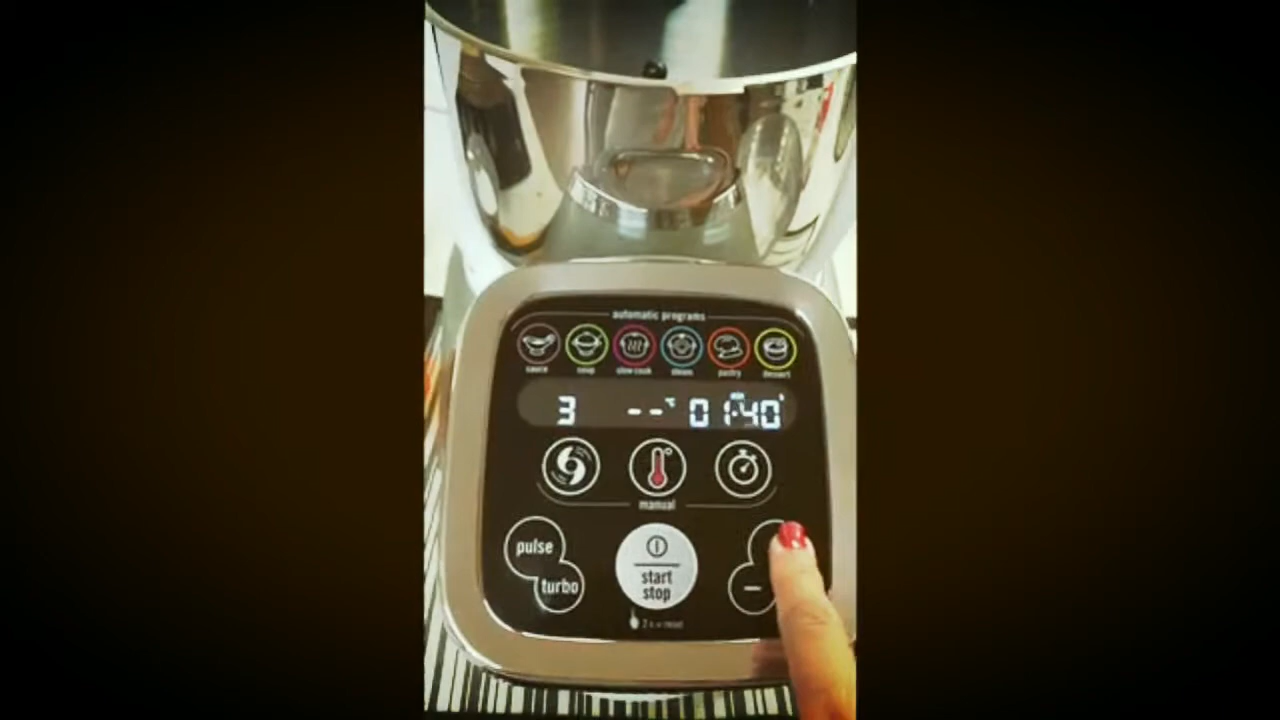 automatic programs
sauce soup slow cook steam pastry dessert
3 --°C 01:40
manual
pulse
turbo
start
stop
−